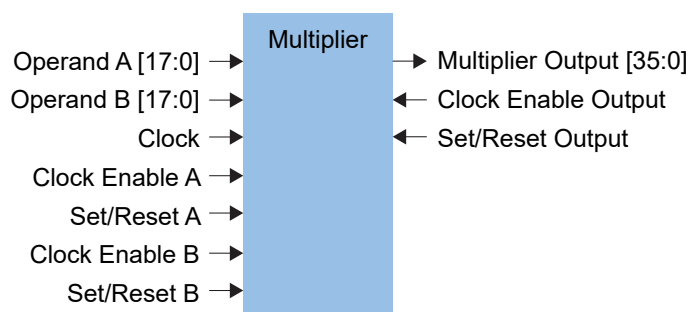 Multiplier
Operand A [17:0]
Operand B [17:0]
Clock
Clock Enable A
Set/Reset A
Clock Enable B
Set/Reset B
Multiplier Output [35:0]
Clock Enable Output
Set/Reset Output